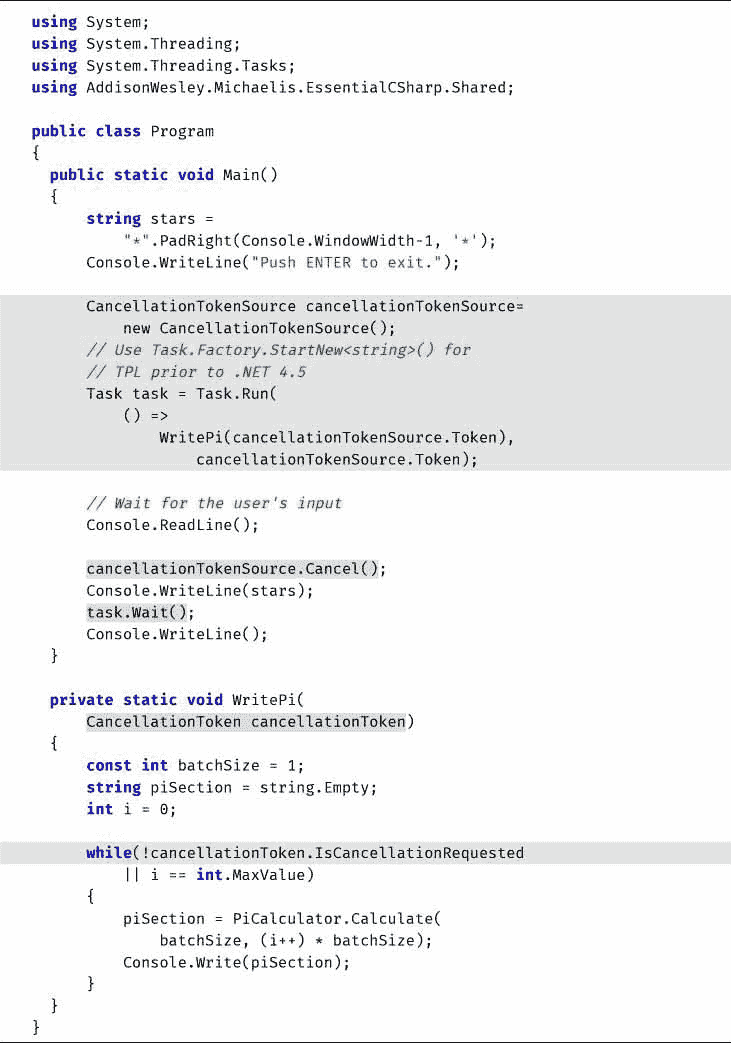 using System;
using System.Threading;
using System.Threading.Tasks;
using AddisonWesley.Michaelis.EssentialCSharp.Shared;

public class Program
{
  public static void Main()
  {
      string stars =
          "*".PadRight(Console.WindowWidth-1, '*');
      Console.WriteLine("Push ENTER to exit.");

      CancellationTokenSource cancellationTokenSource=
          new CancellationTokenSource();
      // Use Task.Factory.StartNew<string>() for
      // TPL prior to .NET 4.5
      Task task = Task.Run(
          () =>
              WritePi(cancellationTokenSource.Token),
                  cancellationTokenSource.Token);

      // Wait for the user's input
      Console.ReadLine();

      cancellationTokenSource.Cancel();
      Console.WriteLine(stars);
      task.Wait();
      Console.WriteLine();
  }

  private static void WritePi(
      CancellationToken cancellationToken)
  {
      const int batchSize = 1;
      string piSection = string.Empty;
      int i = 0;

      while(!cancellationToken.IsCancellationRequested
          || i == int.MaxValue)
      {
          piSection = PiCalculator.Calculate(
              batchSize, (i++) * batchSize);
          Console.Write(piSection);
      }
  }
}